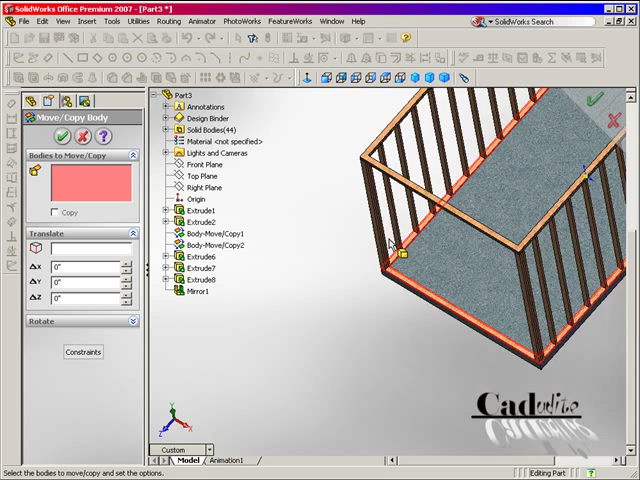 SolidWorks Office Premium 2007 - [Part3 *]
File Edit View Insert Tools Utility Routing Animator PhotoWorks FeatureWorks Window Help
SolidWorks Search
Move/Copy Body
Bodies to Move/Copy
Copy
Translate
ΔX 0"
ΔY 0"
ΔZ 0"
Rotate
Constraints
Part3
Annotations
Design Binder
Solid Bodies(44)
Material <not specified>
Lights and Cameras
Front Plane
Top Plane
Right Plane
Origin
Extrude1
Extrude2
Body-Move/Copy1
Body-Move/Copy2
Extrude6
Extrude7
Extrude8
Mirror1
Y
X
Z
Custom
Model Animation1
Select the bodies to move/copy and set the options.
Editing Part